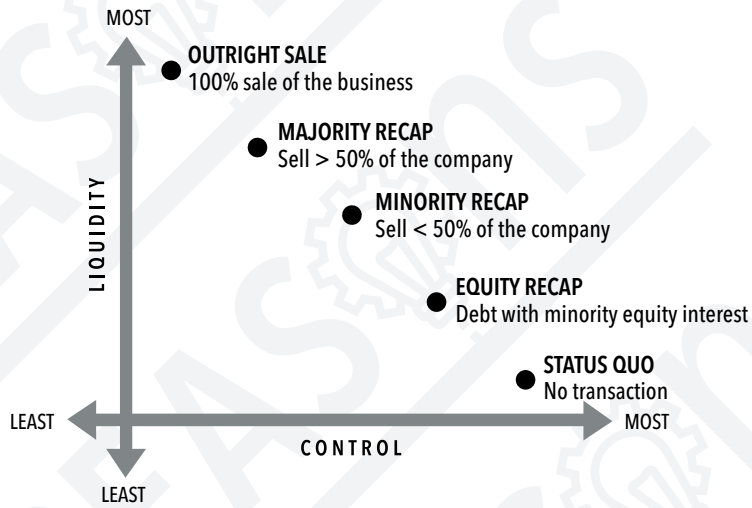 MOST
OUTRIGHT SALE
100% sale of the business
MAJORITY RECAP
Sell > 50% of the company
MINORITY RECAP
Sell < 50% of the company
LIQUIDITY
EQUITY RECAP
Debt with minority equity interest
STATUS QUO
No transaction
LEAST
MOST
CONTROL
LEAST